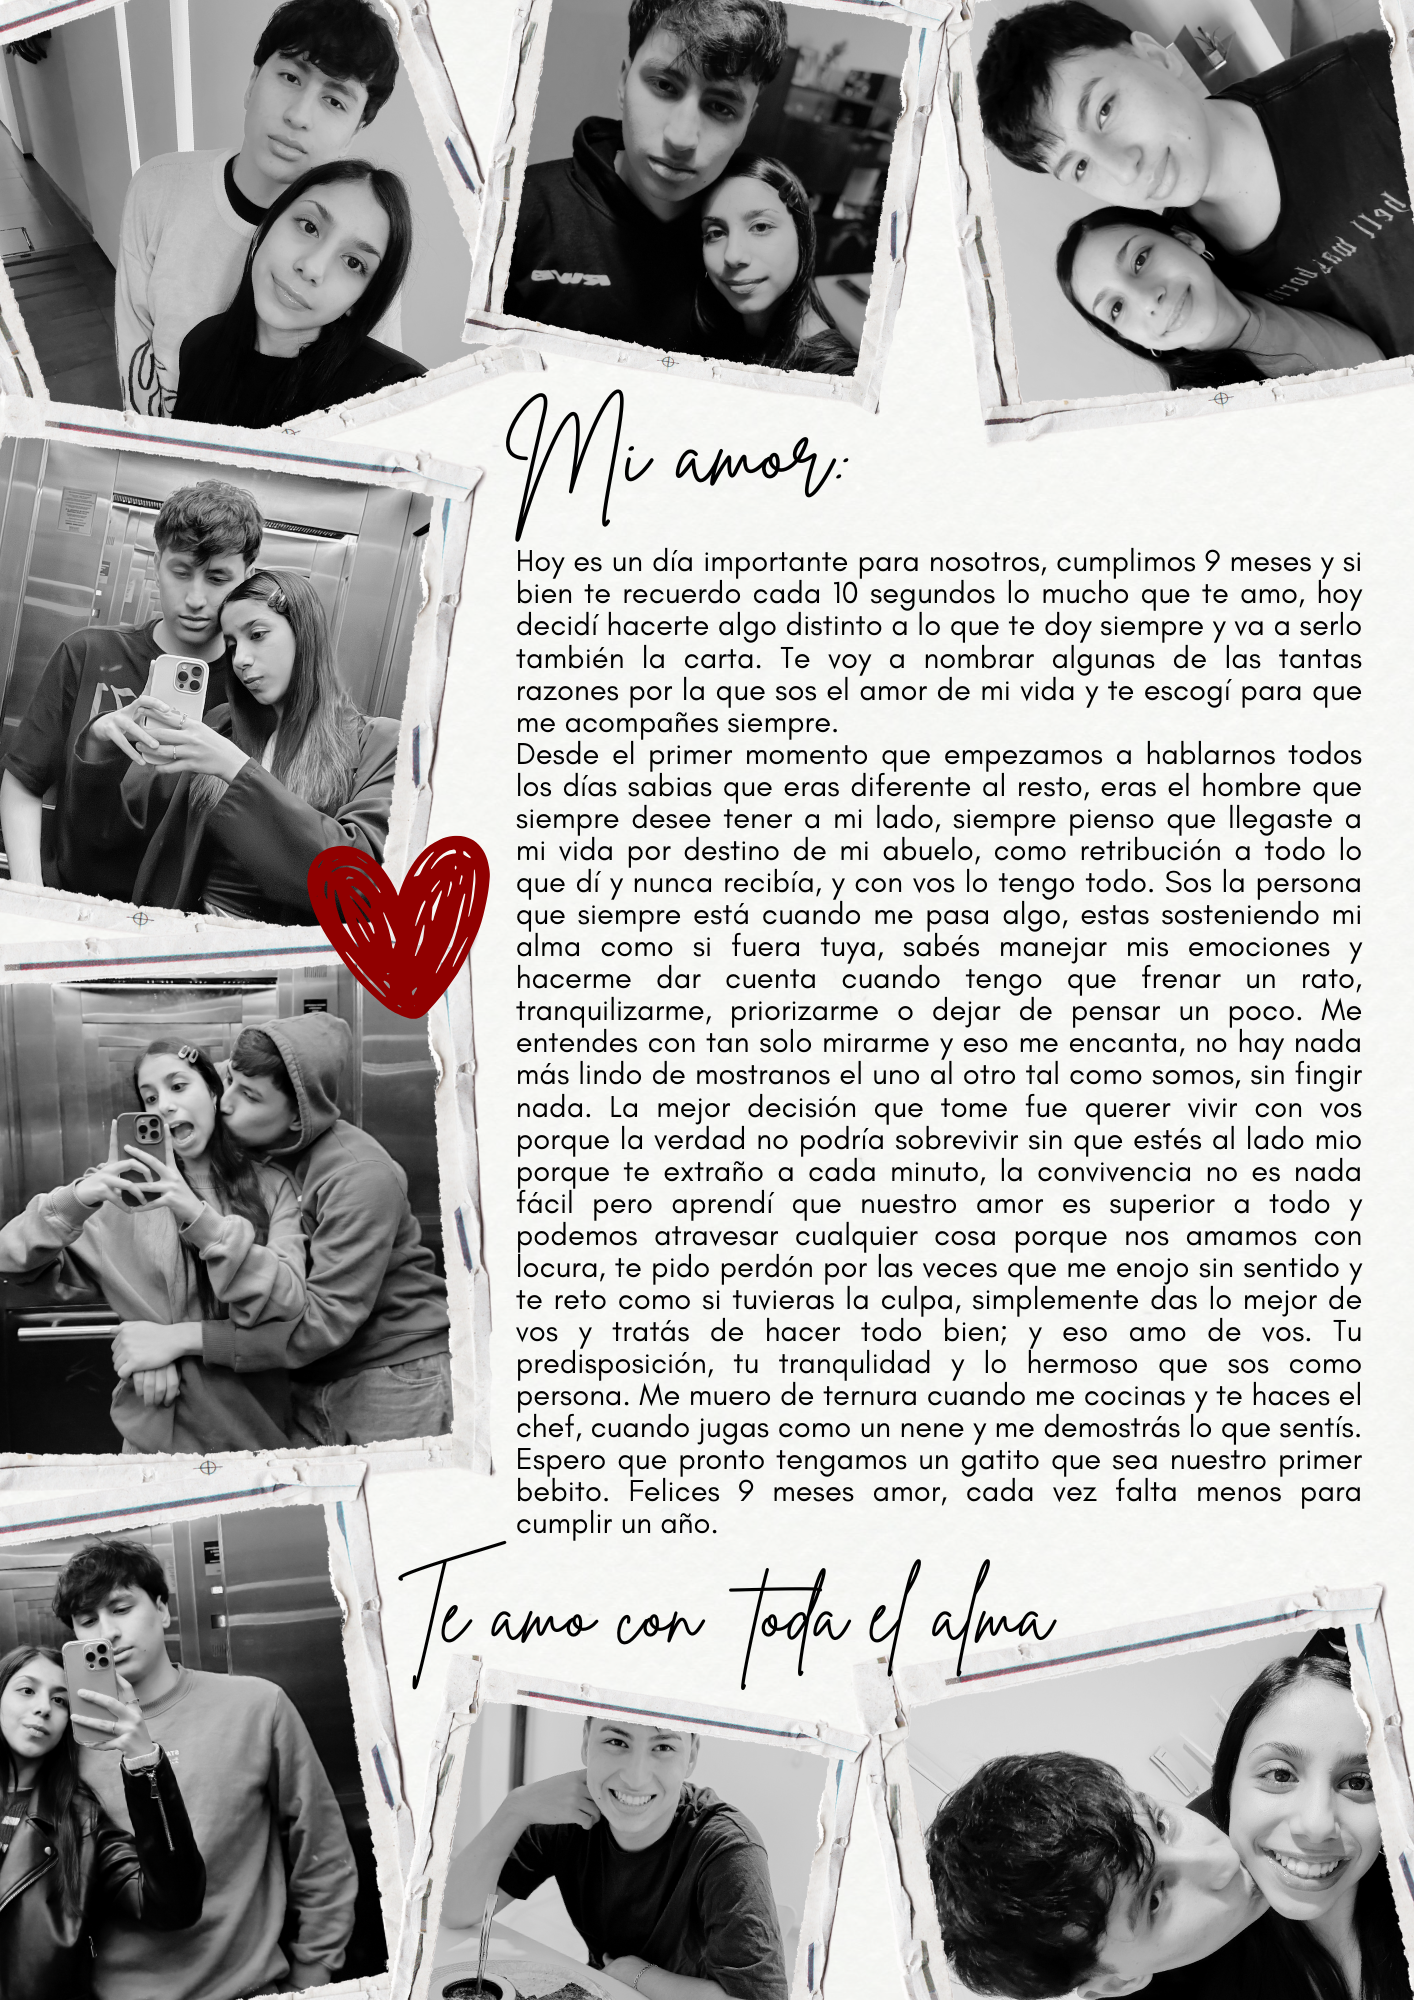 Mi amor:
Hoy es un día importante para nosotros, cumplimos 9 meses y si
bien te recuerdo cada 10 segundos lo mucho que te amo, hoy
decidí hacerte algo distinto a lo que te doy siempre y va a serlo
también la carta. Te voy a nombrar algunas de las tantas
razones por la que sos el amor de mi vida y te escogí para que
me acompañes siempre.
Desde el primer momento que empezamos a hablarnos todos
los días sabias que eras diferente al resto, eras el hombre que
siempre desee tener a mi lado, siempre pienso que llegaste a
mi vida por destino de mi abuelo, como retribución a todo lo
que dí y nunca recibía, y con vos lo tengo todo. Sos la persona
que siempre está cuando me pasa algo, estas sosteniendo mi
alma como si fuera tuya, sabés manejar mis emociones y
hacerme dar cuenta cuando tengo que frenar un rato,
tranquilizarme, priorizarme o dejar de pensar un poco. Me
entendes con tan solo mirarme y eso me encanta, no hay nada
más lindo de mostranos el uno al otro tal como somos, sin fingir
nada. La mejor decisión que tome fue querer vivir con vos
porque la verdad no podría sobrevivir sin que estés al lado mio
porque te extraño a cada minuto, la convivencia no es nada
fácil pero aprendí que nuestro amor es superior a todo y
podemos atravesar cualquier cosa porque nos amamos con
locura, te pido perdón por las veces que me enojo sin sentido y
te reto como si tuvieras la culpa, simplemente das lo mejor de
vos y tratás de hacer todo bien; y eso amo de vos. Tu
predisposición, tu tranqulidad y lo hermoso que sos como
persona. Me muero de ternura cuando me cocinas y te haces el
chef, cuando jugas como un nene y me demostrás lo que sentís.
Espero que pronto tengamos un gatito que sea nuestro primer
bebito. Felices 9 meses amor, cada vez falta menos para
cumplir un año.
Te amo con toda el alma